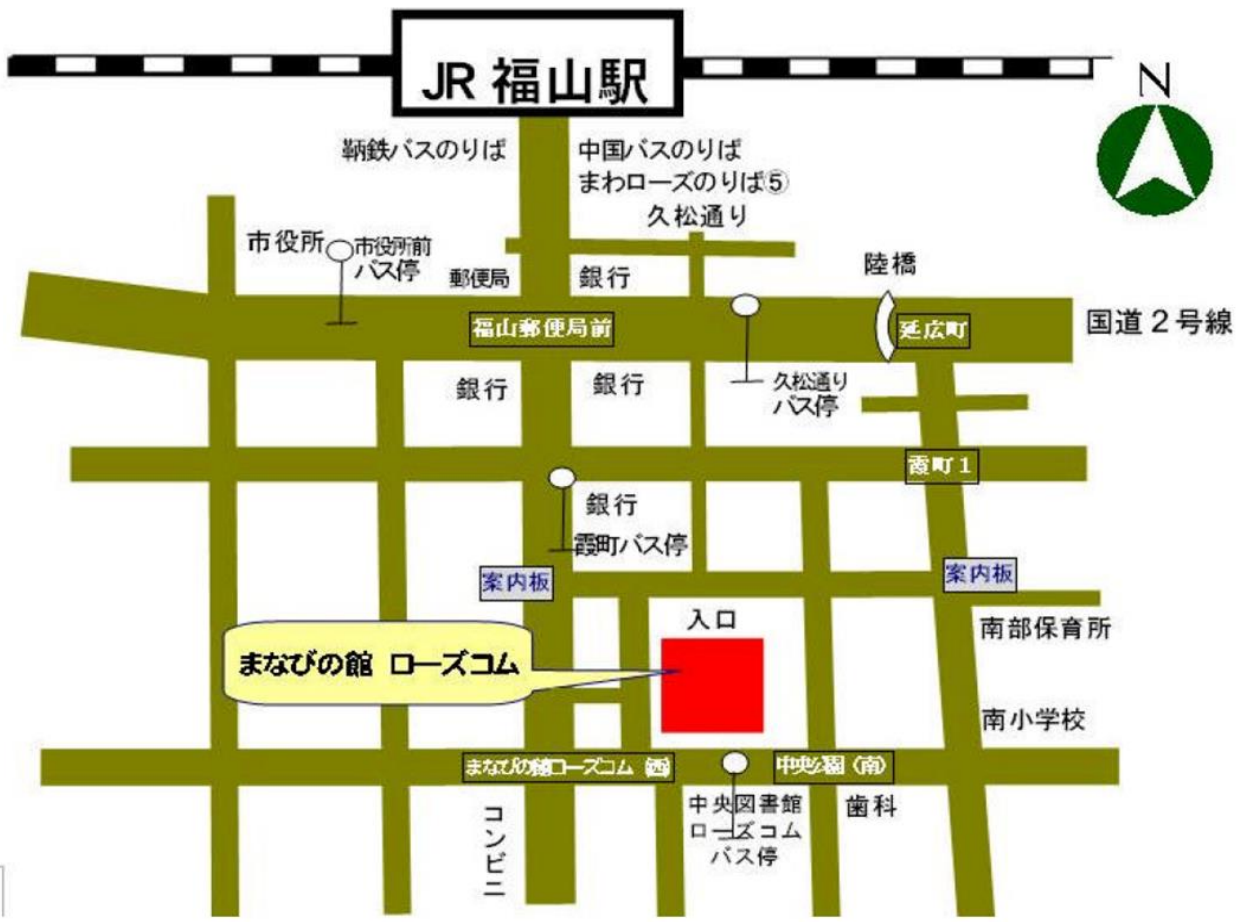 JR 福山駅
N
鞆鉄バスのりば
中国バスのりば
まわローズのりば⑤
久松通り
市役所
市役所前
バス停
郵便局
銀行
陸橋
福山郵便局前
延広町
国道2号線
銀行
銀行
久松通り
バス停
霞町1
銀行
霞町バス停
案内板
案内板
入口
南部保育所
まなびの館 ローズコム
南小学校
まなびの館ローズコム(西)
中央公園(南)
コンビニ
中央図書館
ローズコム
バス停
歯科